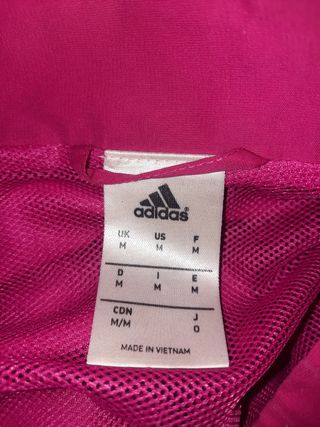 adidas®
UK US F
M M M
D I E
M M M
CDN J
M/M O
MADE IN VIETNAM